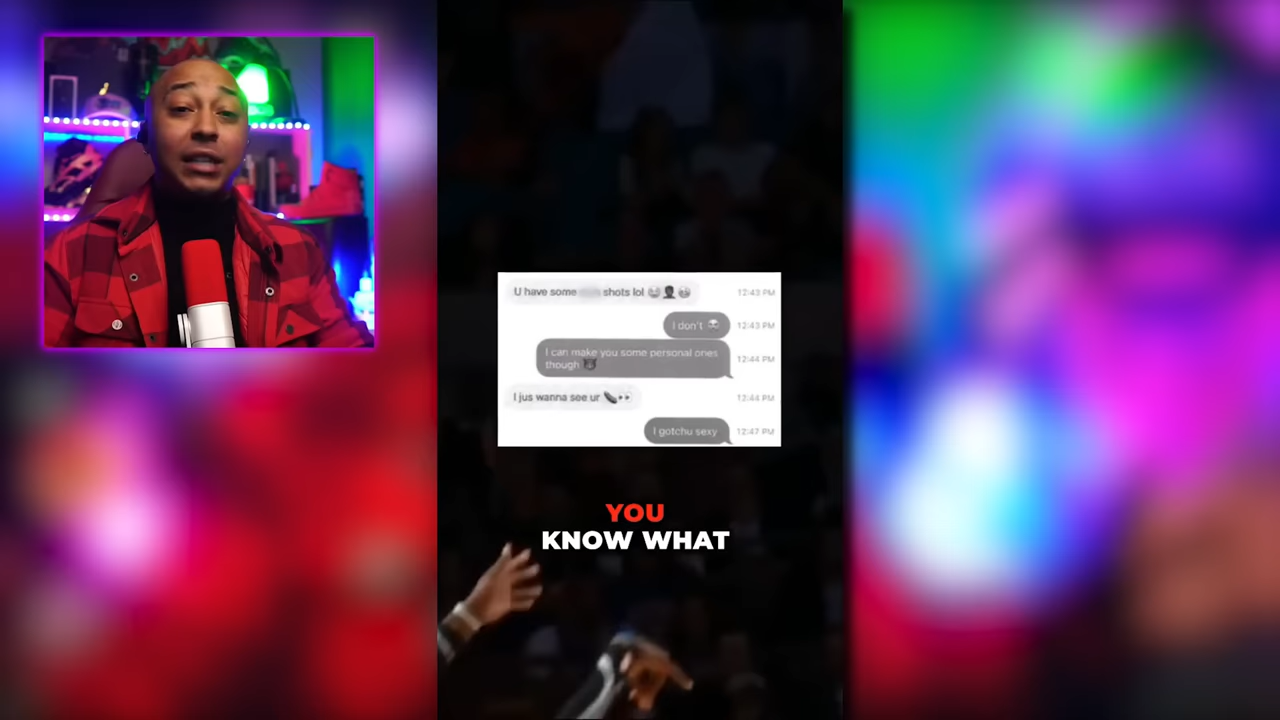 U have some shots lol 12:43 PM
I don't 12:43 PM
I can make you some personal ones
though 12:44 PM
I jus wanna see ur 12:44 PM
I gotchu sexy 12:47 PM
YOU
KNOW WHAT